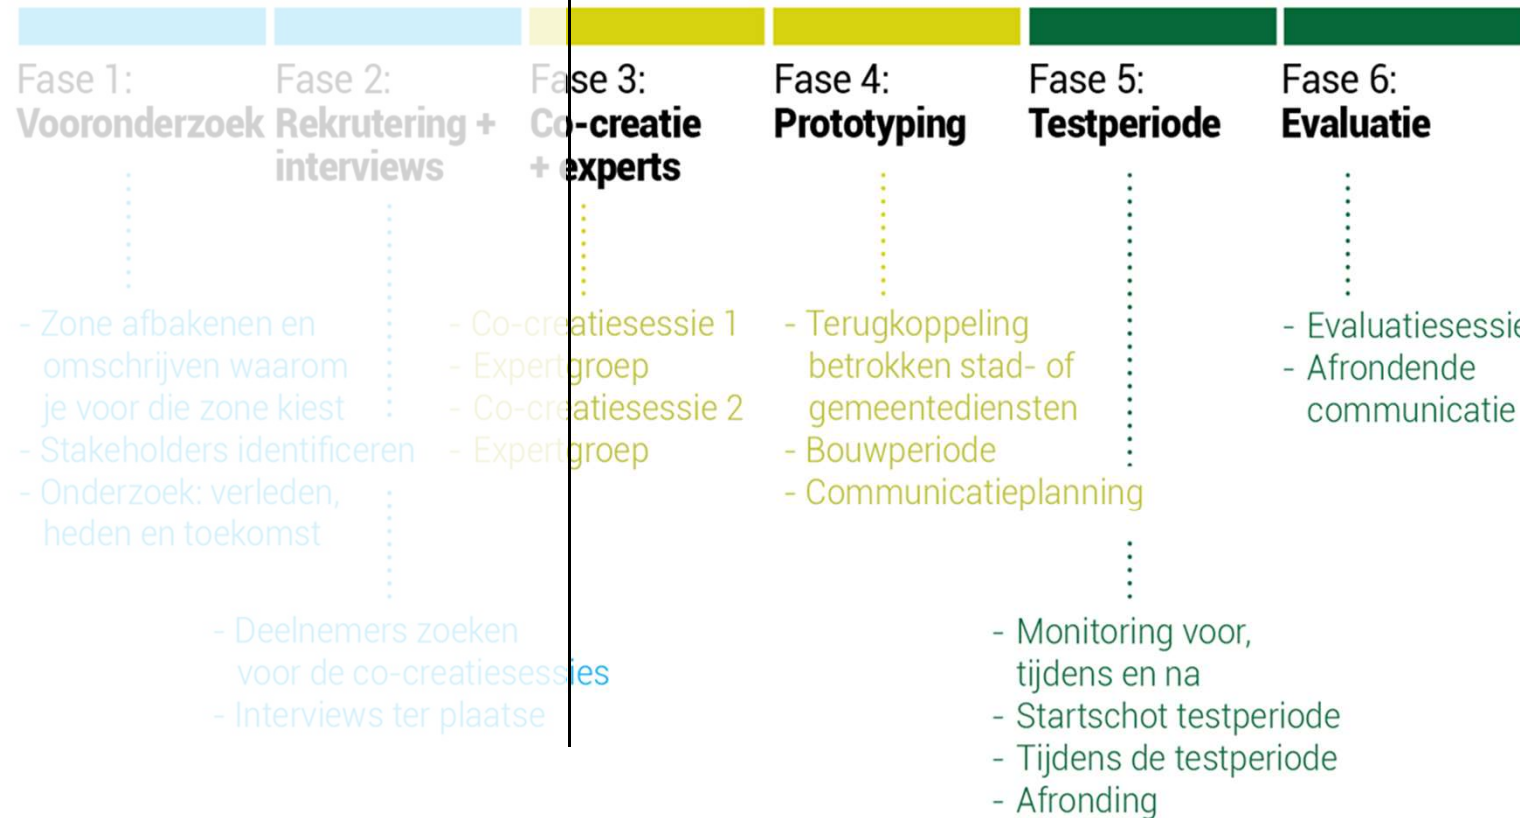 Fase 1:
Vooronderzoek
Fase 2:
Rekrutering +
interviews
Fase 3:
Co-creatie
+ experts
Fase 4:
Prototyping
Fase 5:
Testperiode
Fase 6:
Evaluatie
- Zone afbakenen en
omschrijven waarom
je voor die zone kiest
- Stakeholders identificeren
- Onderzoek: verleden,
heden en toekomst
- Deelnemers zoeken
voor de co-creatiesessies
- Interviews ter plaatse
- Co-creatiesessie 1
- Expertgroep
- Co-creatiesessie 2
- Expertgroep
- Terugkoppeling
betrokken stad- of
gemeentediensten
- Bouwperiode
- Communicatieplanning
- Monitoring voor,
tijdens en na
- Startschot testperiode
- Tijdens de testperiode
- Afronding
- Evaluatiesessie
- Afrondende
communicatie